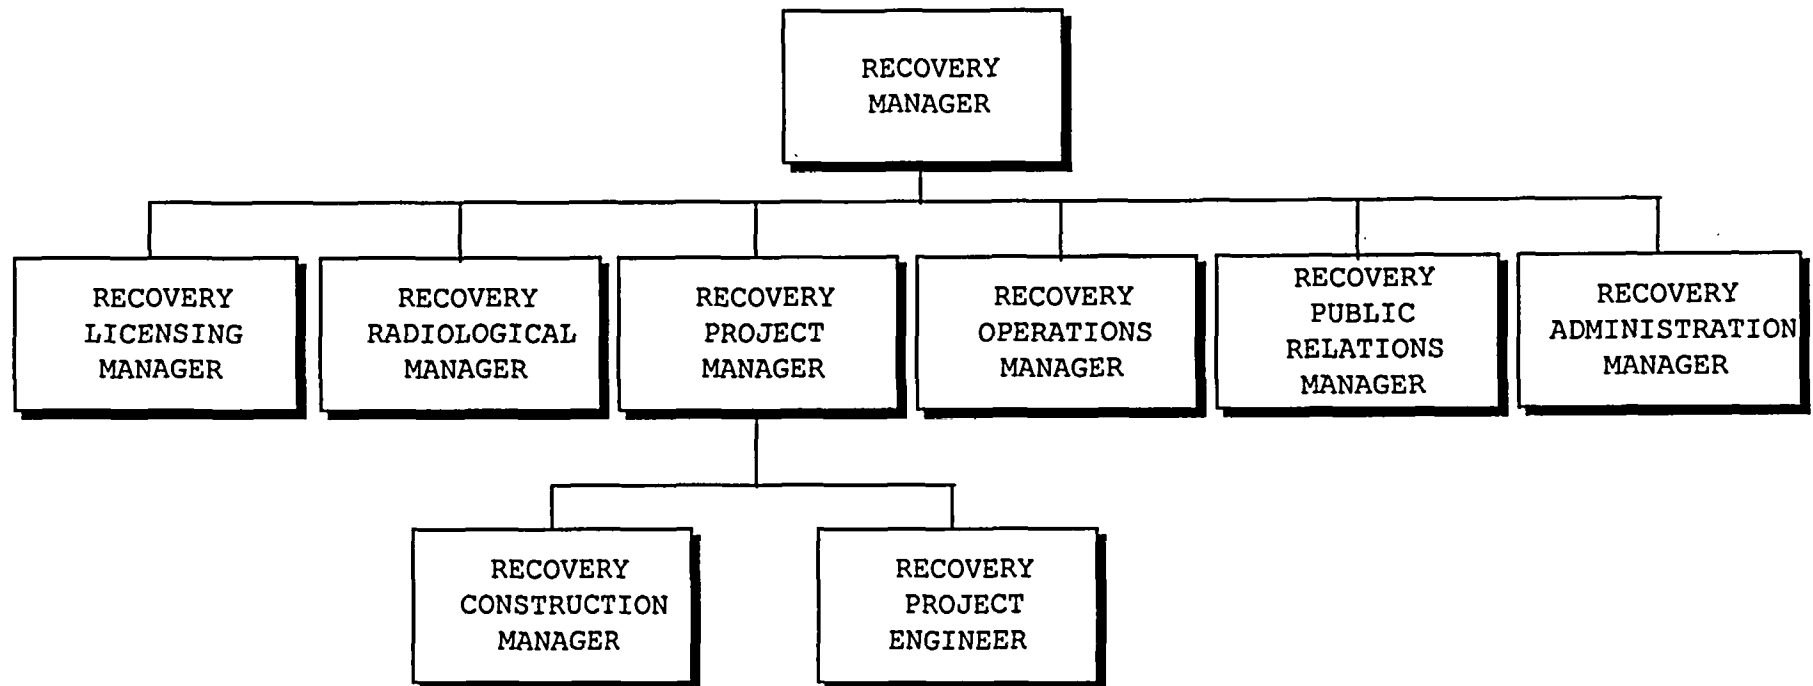 RECOVERY
MANAGER
RECOVERY
LICENSING
MANAGER
RECOVERY
RADIOLOGICAL
MANAGER
RECOVERY
PROJECT
MANAGER
RECOVERY
OPERATIONS
MANAGER
RECOVERY
PUBLIC
RELATIONS
MANAGER
RECOVERY
ADMINISTRATION
MANAGER
RECOVERY
CONSTRUCTION
MANAGER
RECOVERY
PROJECT
ENGINEER